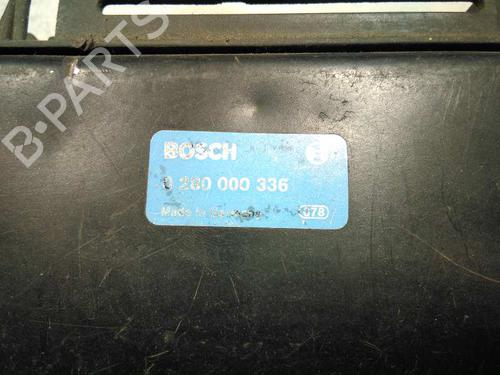 B-PARTS
BOSCH
0 280 000 336
Made in Germany
678